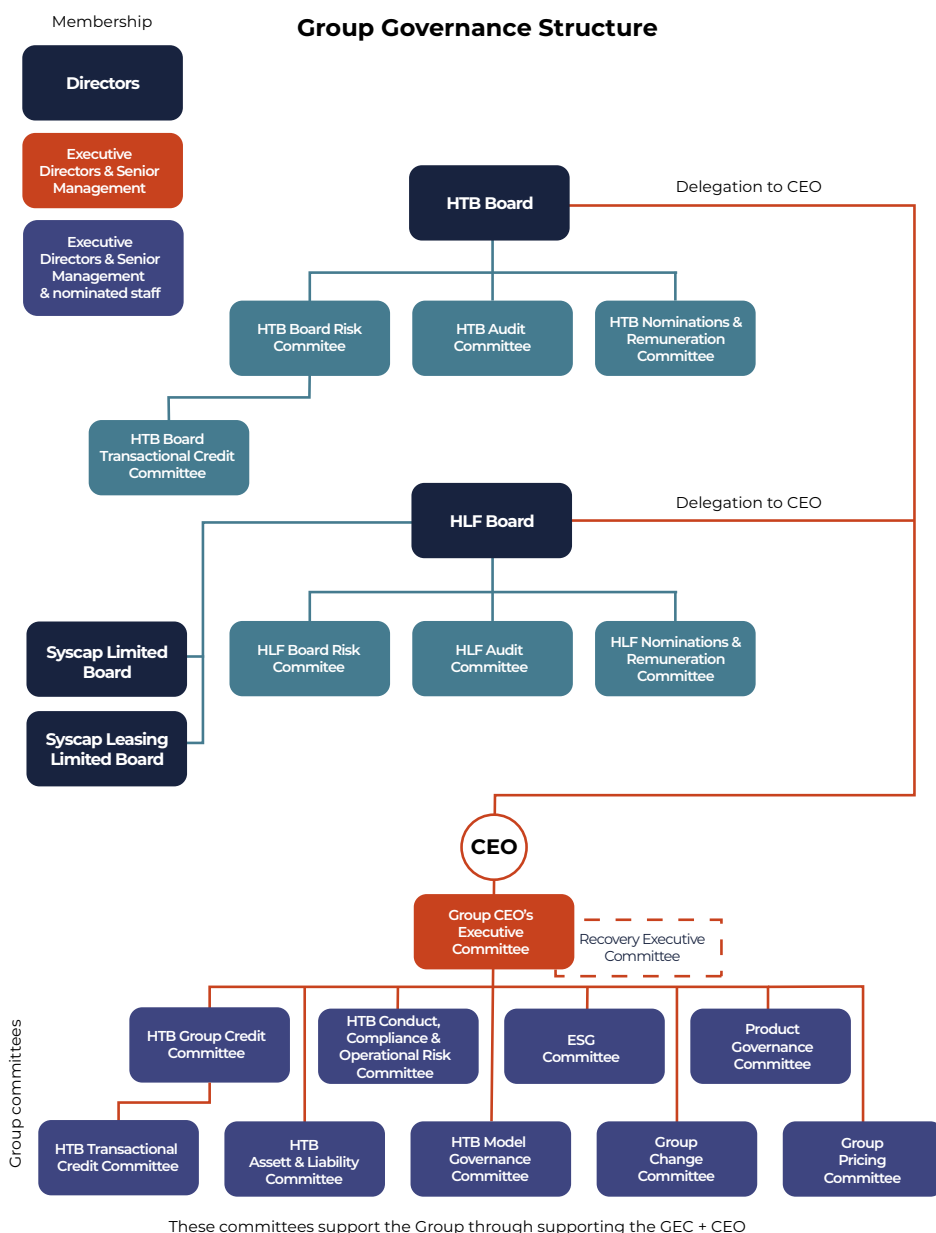 Membership
Group Governance Structure
Directors
Executive
Directors & Senior
Management
Executive
Directors & Senior
Management
& nominated staff
HTB Board
Delegation to CEO
HTB Board Risk
Commitee
HTB Audit
Committee
HTB Nominations &
Remuneration
Committee
HTB Board
Transactional Credit
Committee
HLF Board
Delegation to CEO
Syscap Limited
Board
HLF Board Risk
Commitee
HLF Audit
Committee
HLF Nominations &
Remuneration
Committee
Syscap Leasing
Limited Board
CEO
Group CEO's
Executive
Committee
Recovery Executive
Committee
Group committees
HTB Group Credit
Committee
HTB Conduct,
Compliance &
Operational Risk
Committee
ESG
Committee
Product
Governance
Committee
HTB Transactional
Credit Committee
HTB
Asset & Liability
Committee
HTB Model
Governance
Committee
Group
Change
Committee
Group
Pricing
Committee
These committees support the Group through supporting the GEC + CEO